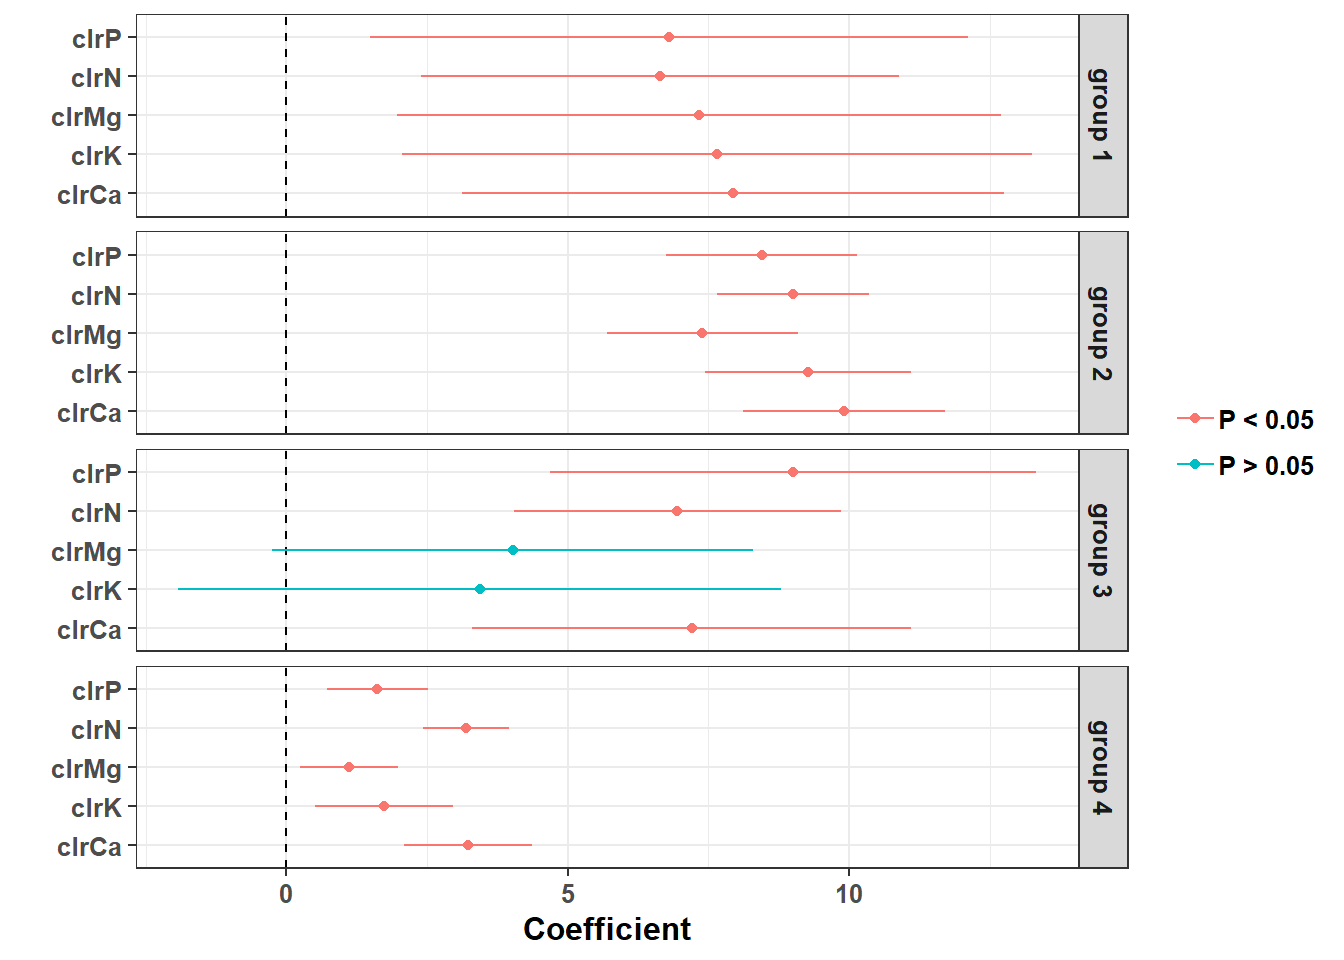 clrP
clrN
clrMg
clrK
clrCa
group 1
clrP
clrN
clrMg
clrK
clrCa
group 2
clrP
clrN
clrMg
clrK
clrCa
group 3
clrP
clrN
clrMg
clrK
clrCa
group 4
0 5 10
Coefficient
P < 0.05
P > 0.05